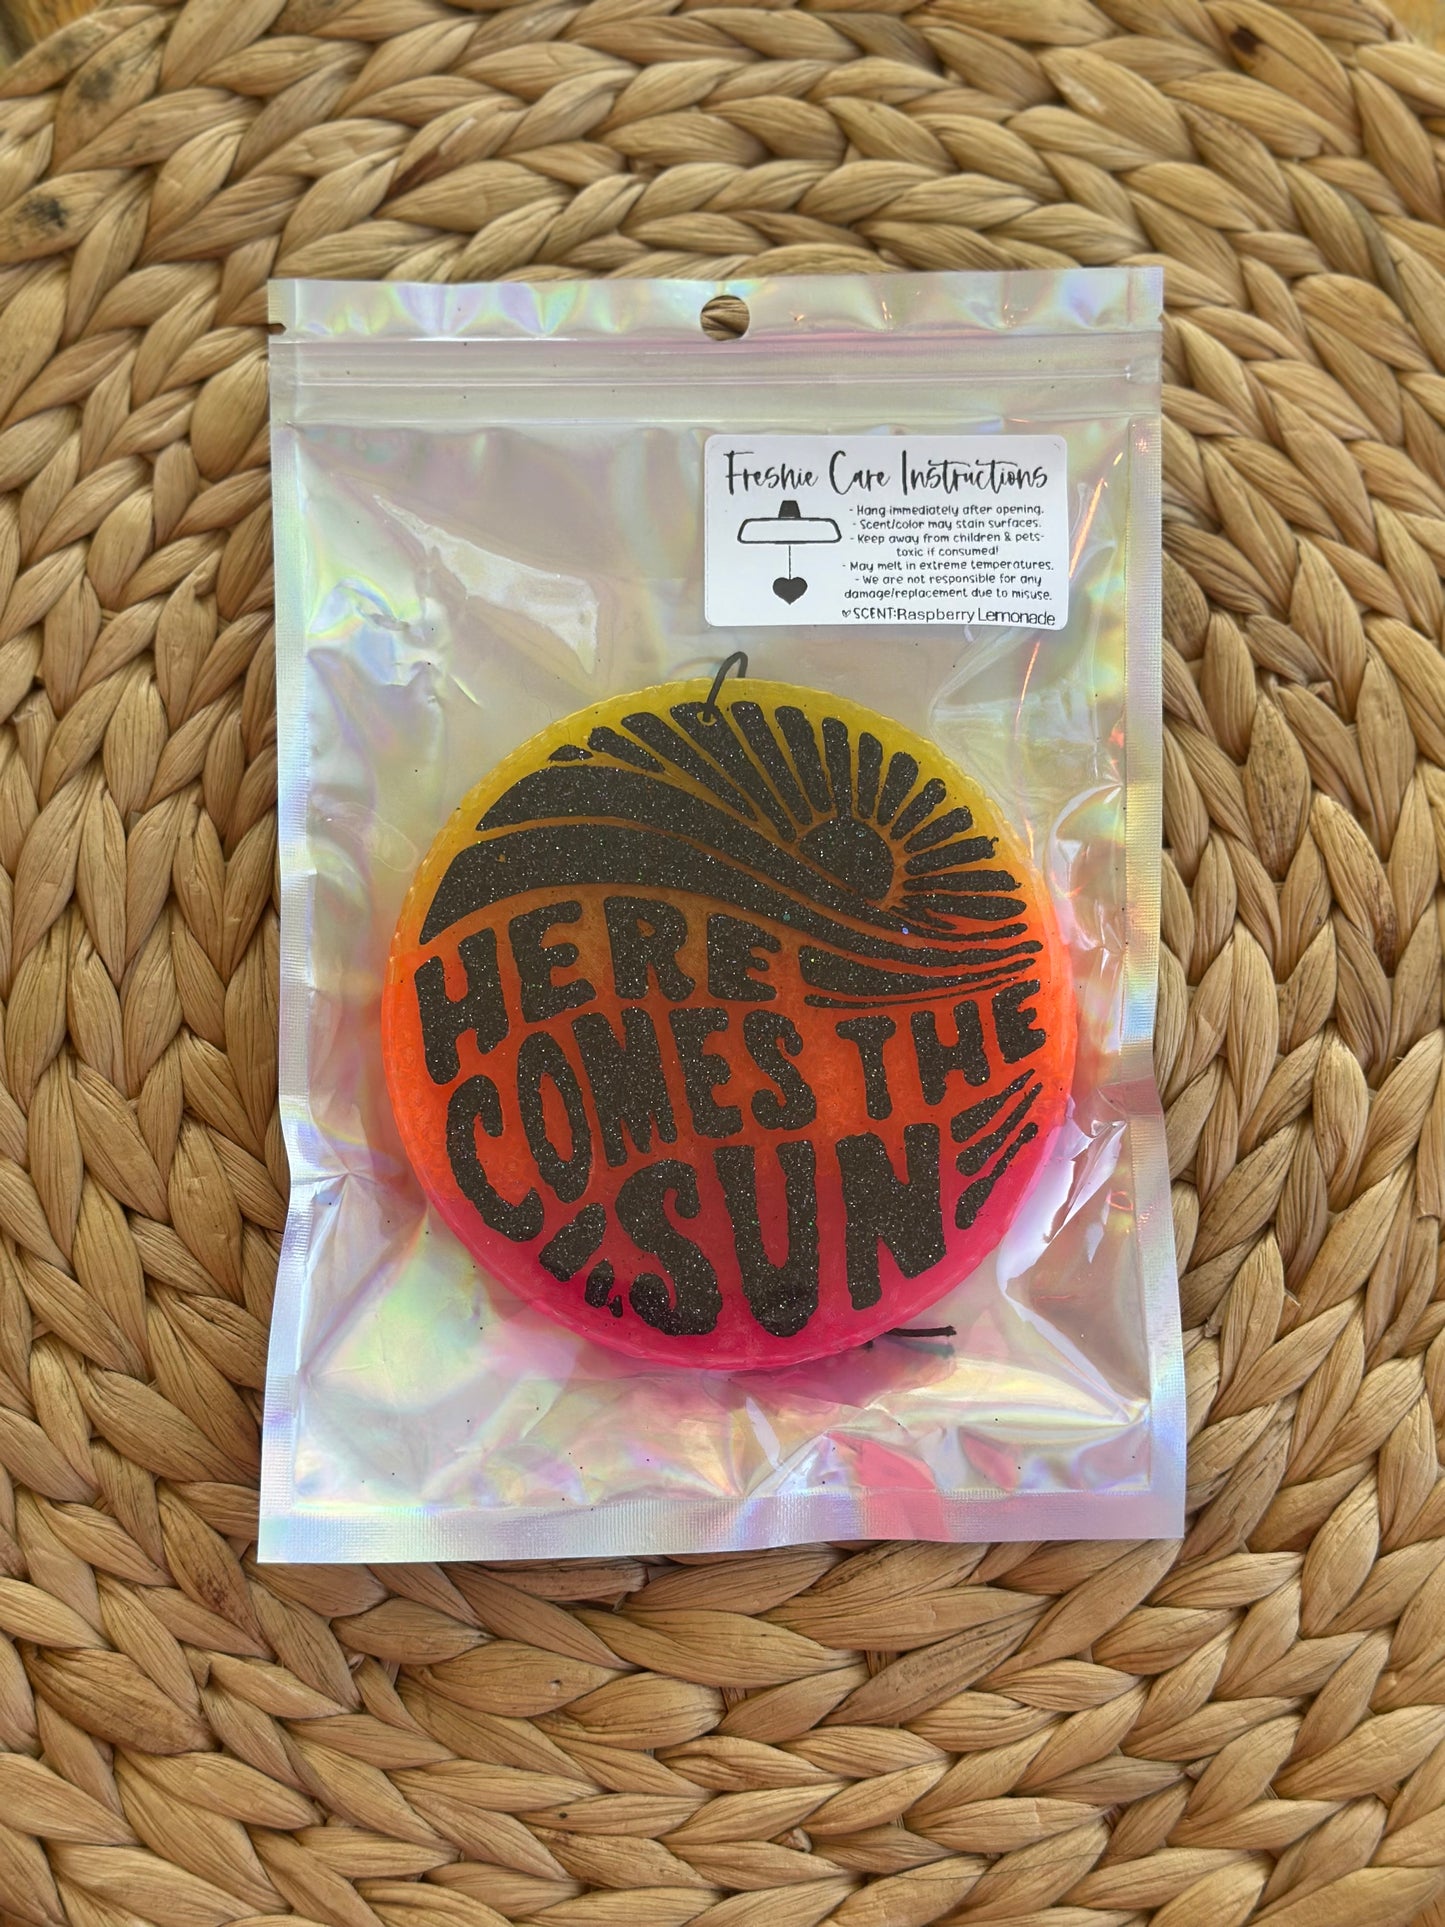 Freshie Care Instructions
- Hang immediately after opening.
- Scent/color may stain surfaces.
- Keep away from children & pets-
toxic if consumed!
- May melt in extreme temperatures.
- We are not responsible for any
damage/replacement due to misuse.
SCENT: Raspberry Lemonade
HERE
COMES THE
SUN